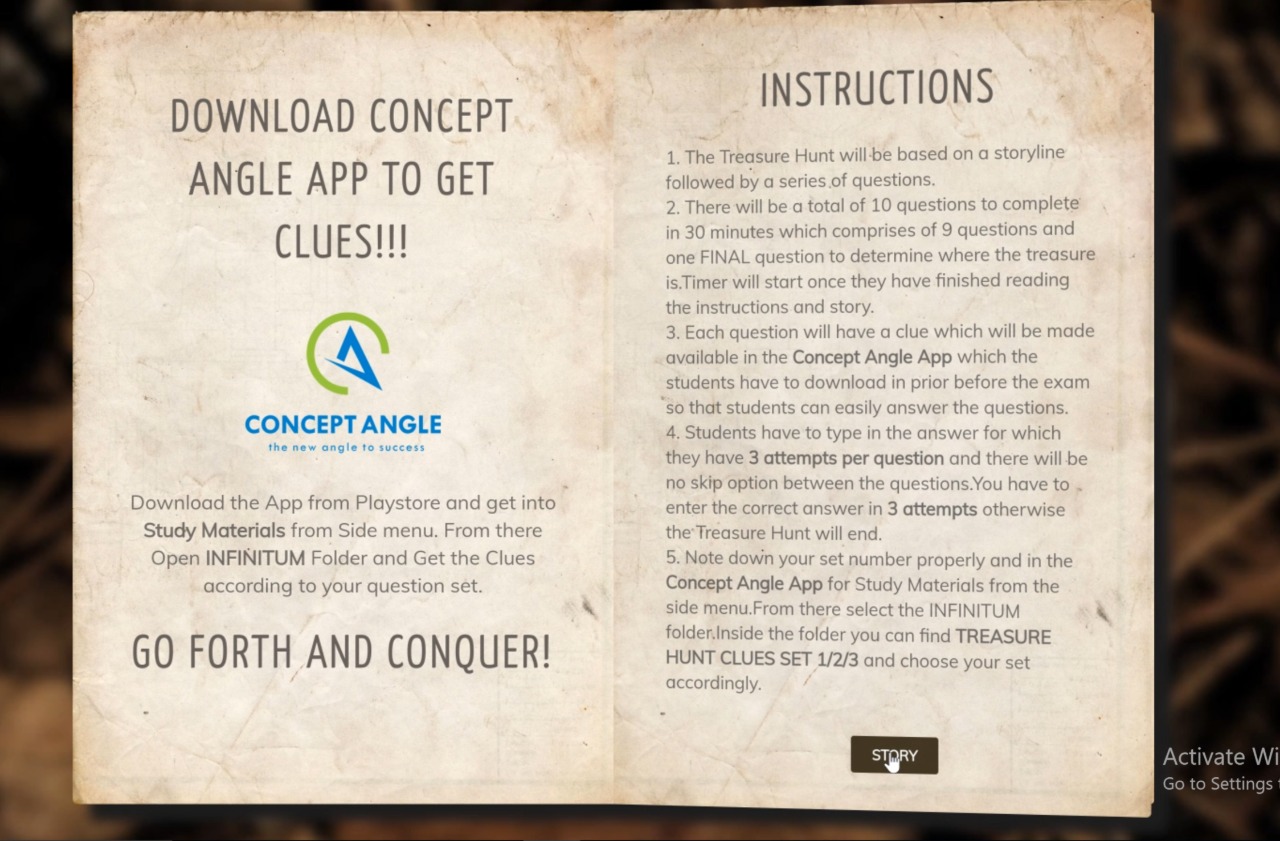 DOWNLOAD CONCEPT
ANGLE APP TO GET
CLUES!!!
CONCEPT ANGLE
the new angle to success
Download the App from Playstore and get into
Study Materials from Side menu. From there
Open INFINITUM Folder and Get the Clues
according to your question set.
GO FORTH AND CONQUER!
INSTRUCTIONS
1. The Treasure Hunt will be based on a storyline
followed by a series of questions.
2. There will be a total of 10 questions to complete
in 30 minutes which comprises of 9 questions and
one FINAL question to determine where the treasure
is.Timer will start once they have finished reading
the instructions and story.
3. Each question will have a clue which will be made
available in the Concept Angle App which the
students have to download in prior before the exam
so that students can easily answer the questions.
4. Students have to type in the answer for which
they have 3 attempts per question and there will be
no skip option between the questions.You have to
enter the correct answer in 3 attempts otherwise
the Treasure Hunt will end.
5. Note down your set number properly and in the
Concept Angle App for Study Materials from the
side menu.From there select the INFINITUM
folder.Inside the folder you can find TREASURE
HUNT CLUES SET 1/2/3 and choose your set
accordingly.
STORY
Activate Wi
Go to Settings t